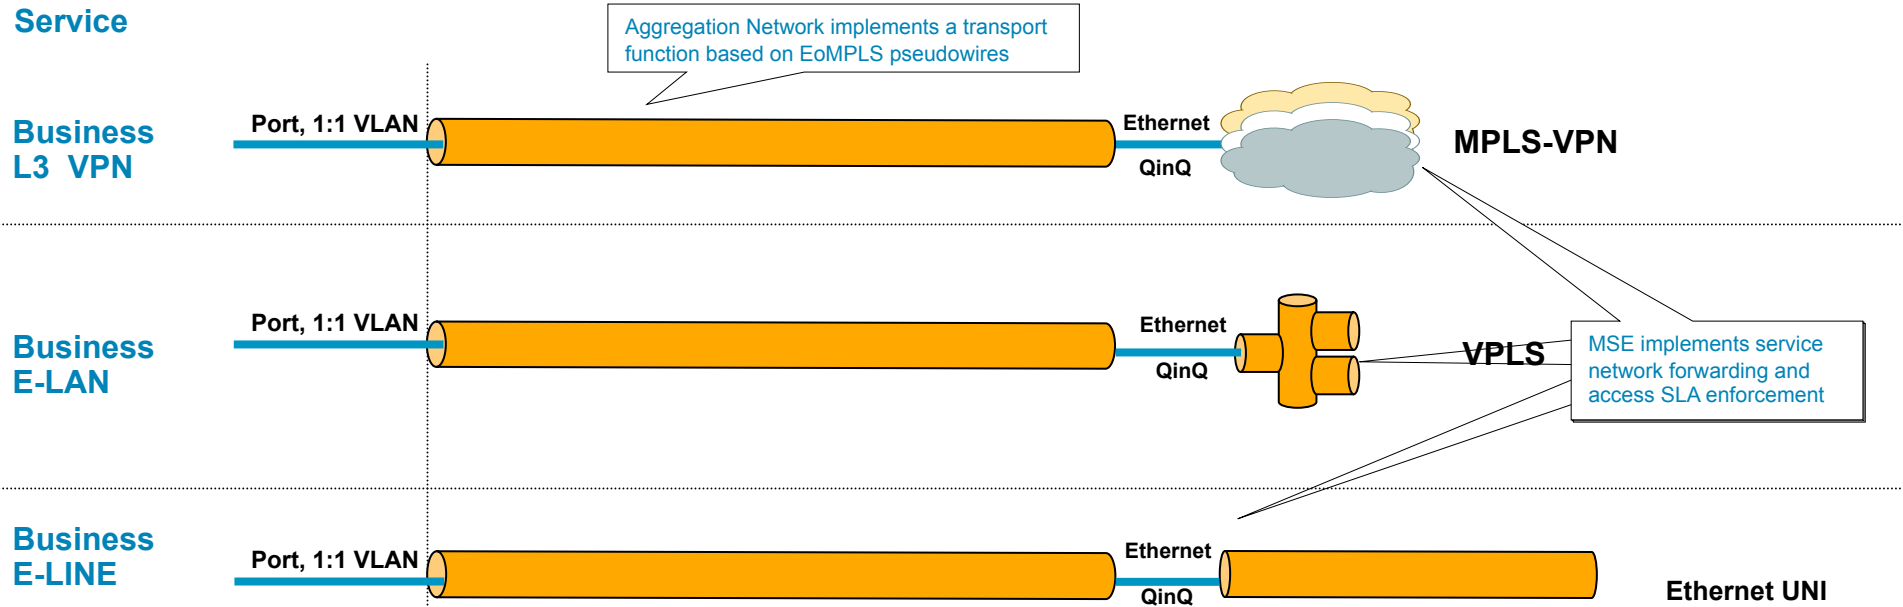 Service
Aggregation Network implements a transport
function based on EoMPLS pseudowires
Business
L3 VPN
Port, 1:1 VLAN
Ethernet
QinQ
MPLS-VPN
Business
E-LAN
Port, 1:1 VLAN
Ethernet
QinQ
VPLS
MSE implements service
network forwarding and
access SLA enforcement
Business
E-LINE
Port, 1:1 VLAN
Ethernet
QinQ
Ethernet UNI